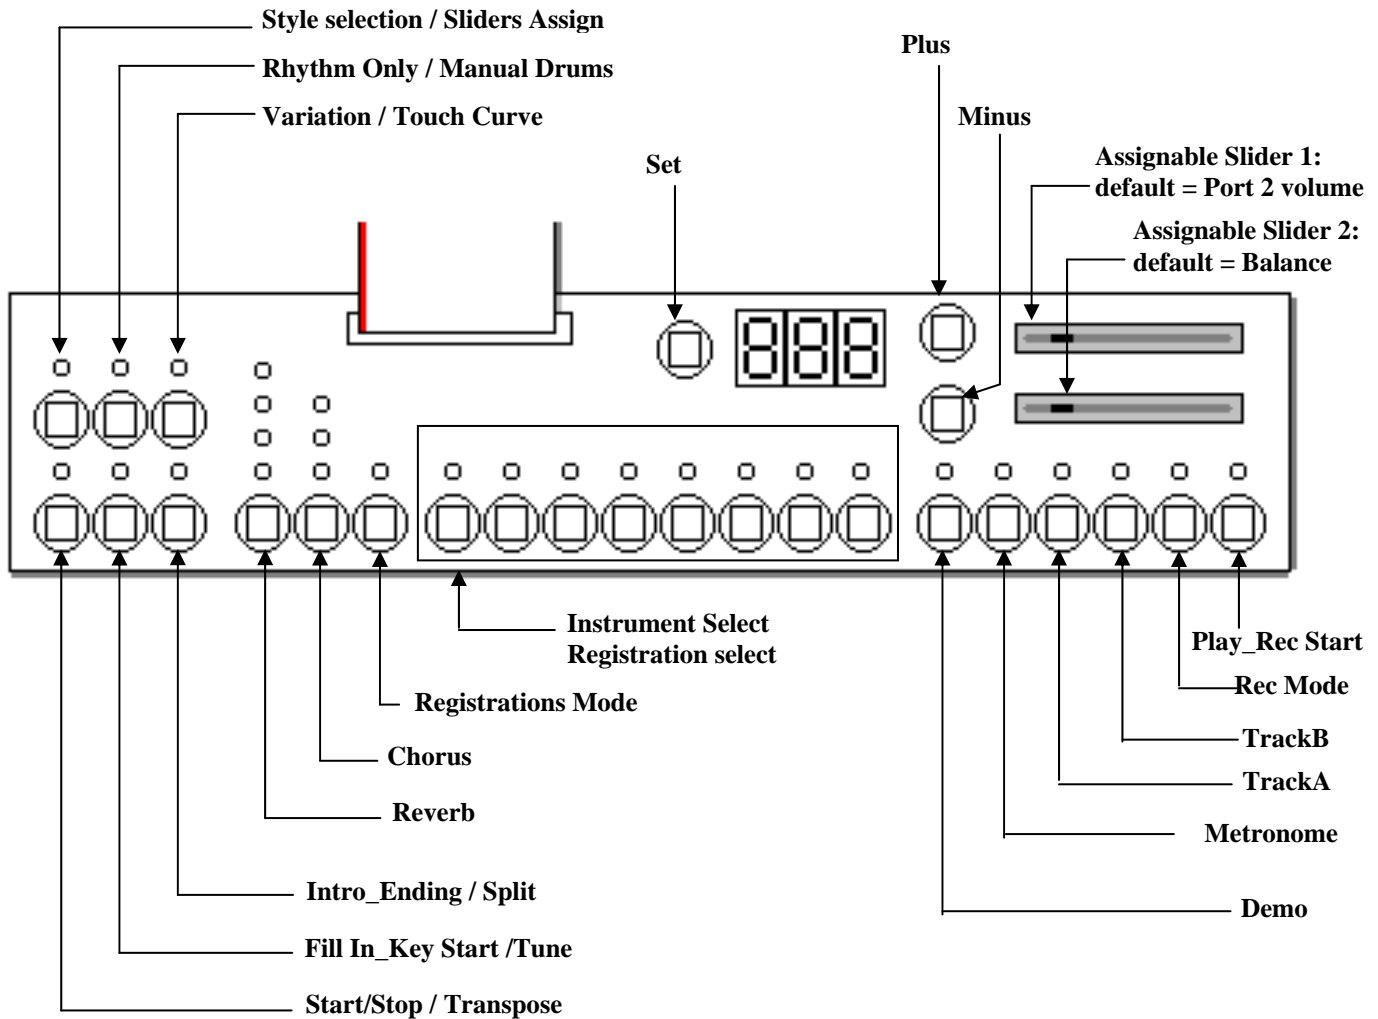 Style selection / Sliders Assign
Rhythm Only / Manual Drums
Variation / Touch Curve
Set
Plus
Minus
Assignable Slider 1:
default = Port 2 volume
Assignable Slider 2:
default = Balance
888
Instrument Select
Registration select
Registrations Mode
Chorus
Reverb
Intro_Ending / Split
Fill In_Key Start /Tune
Start/Stop / Transpose
Play_Rec Start
Rec Mode
TrackB
TrackA
Metronome
Demo